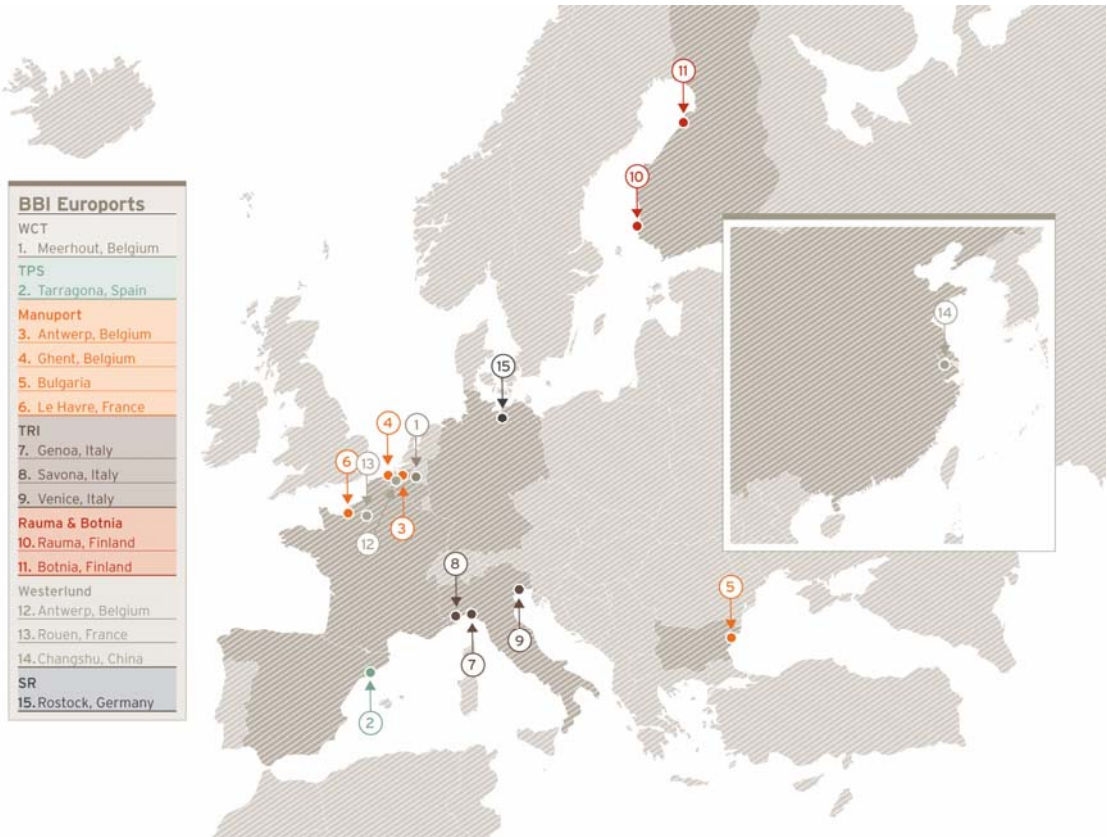 BBI Euroports
WCT
1. Meerhout, Belgium
TPS
2. Tarragona, Spain
Manuport
3. Antwerp, Belgium
4. Ghent, Belgium
5. Bulgaria
6. Le Havre, France
TRI
7. Genoa, Italy
8. Savona, Italy
9. Venice, Italy
Rauma & Botnia
10. Rauma, Finland
11. Botnia, Finland
Westerlund
12. Antwerp, Belgium
13. Rouen, France
14. Changshu, China
SR
15. Rostock, Germany
11
10
14
15
4
1
6
13
12
3
8
5
9
7
2